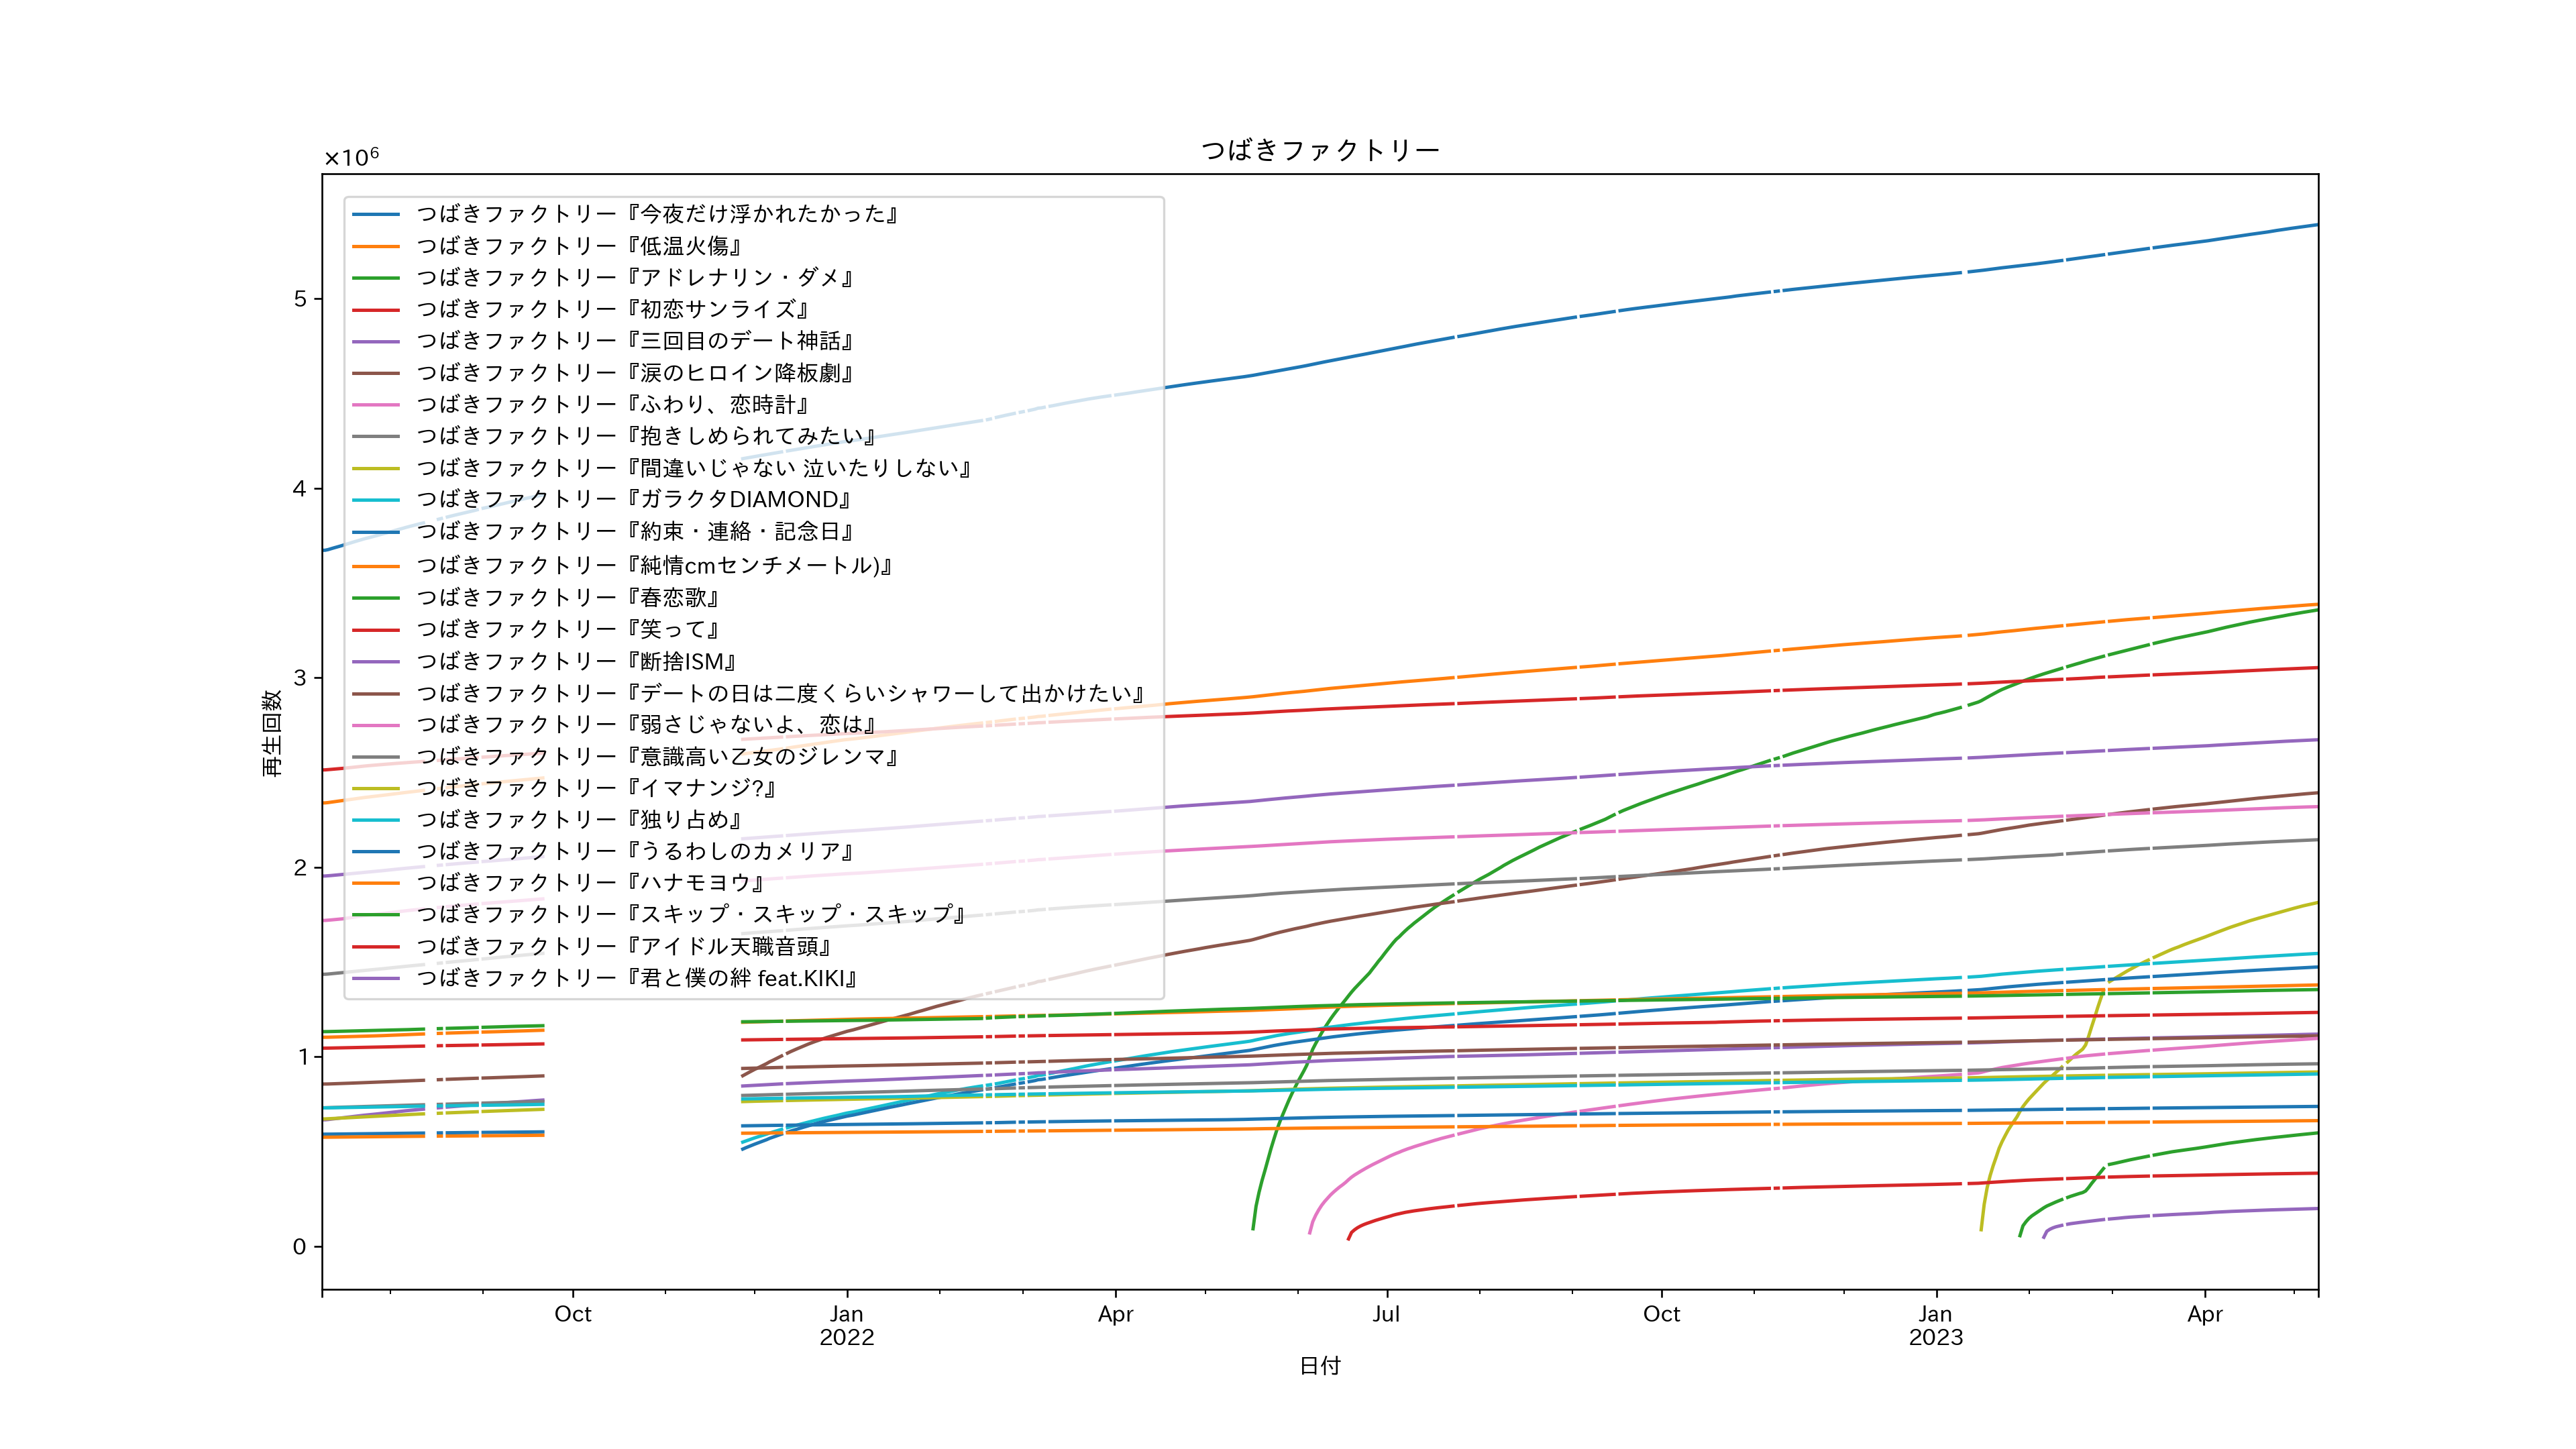 つばきファクトリー
×10⁶
つばきファクトリー『今夜だけ浮かれたかった』
つばきファクトリー『低温火傷』
つばきファクトリー『アドレナリン・ダメ』
つばきファクトリー『初恋サンライズ』
つばきファクトリー『三回目のデート神話』
つばきファクトリー『涙のヒロイン降板劇』
つばきファクトリー『ふわり、恋時計』
つばきファクトリー『抱きしめられてみたい』
つばきファクトリー『間違いじゃない 泣いたりしない』
つばきファクトリー『ガラクタDIAMOND』
つばきファクトリー『約束・連絡・記念日』
つばきファクトリー『純情cmセンチメートル)』
つばきファクトリー『春恋歌』
つばきファクトリー『笑って』
つばきファクトリー『断捨ISM』
つばきファクトリー『デートの日は二度くらいシャワーして出かけたい』
つばきファクトリー『弱さじゃないよ、恋は』
つばきファクトリー『意識高い乙女のジレンマ』
つばきファクトリー『イマナンジ?』
つばきファクトリー『独り占め』
つばきファクトリー『うるわしのカメリア』
つばきファクトリー『ハナモヨウ』
つばきファクトリー『スキップ・スキップ・スキップ』
つばきファクトリー『アイドル天職音頭』
つばきファクトリー『君と僕の絆 feat.KIKI』
再生回数
5
4
3
2
1
0
Oct
Jan
2022
Apr
Jul
Oct
Jan
2023
Apr
日付